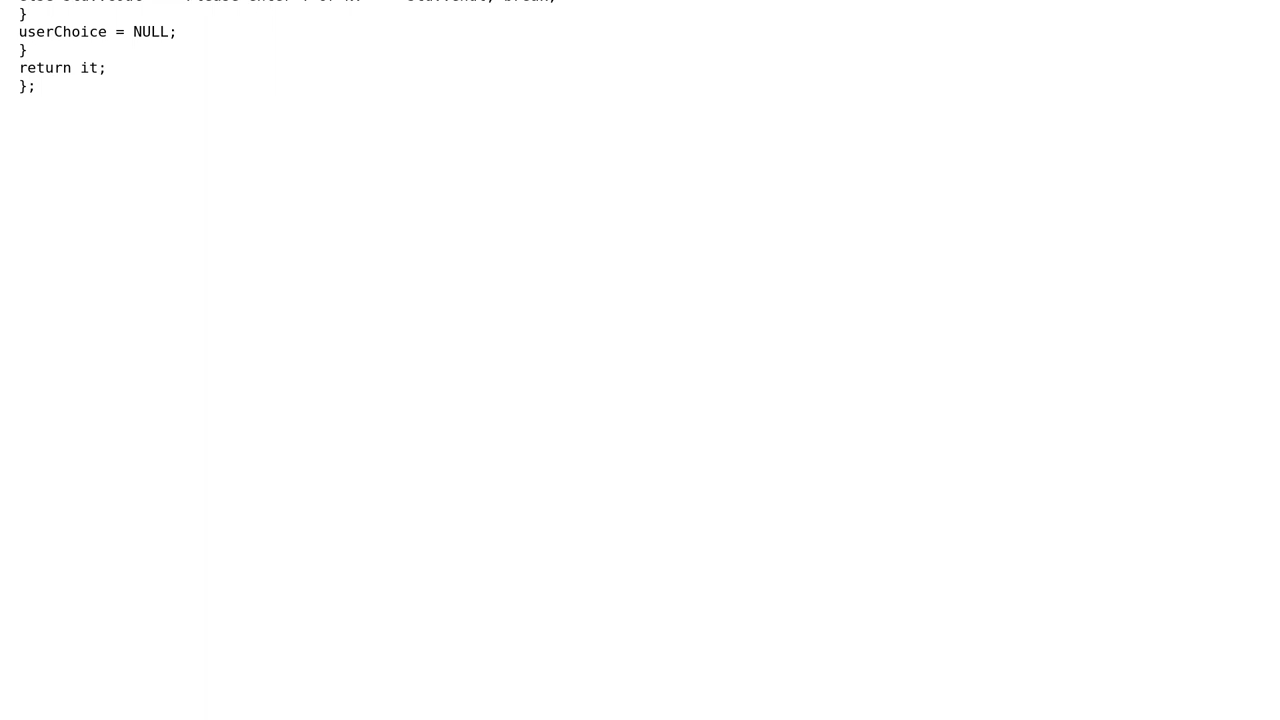 }
userChoice = NULL;
}
return it;
};